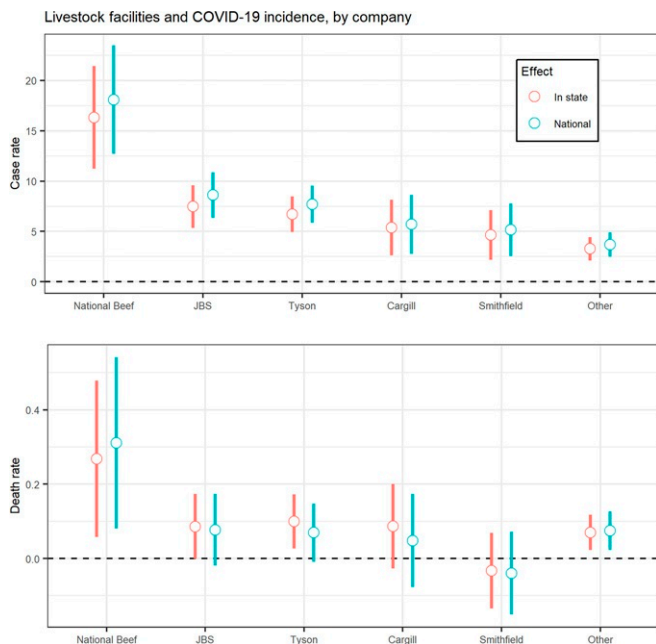 Livestock facilities and COVID-19 incidence, by company
Case rate
20
15
10
5
0
Effect
In state
National
National Beef
JBS
Tyson
Cargill
Smithfield
Other
Death rate
0.4
0.2
0.0
National Beef
JBS
Tyson
Cargill
Smithfield
Other